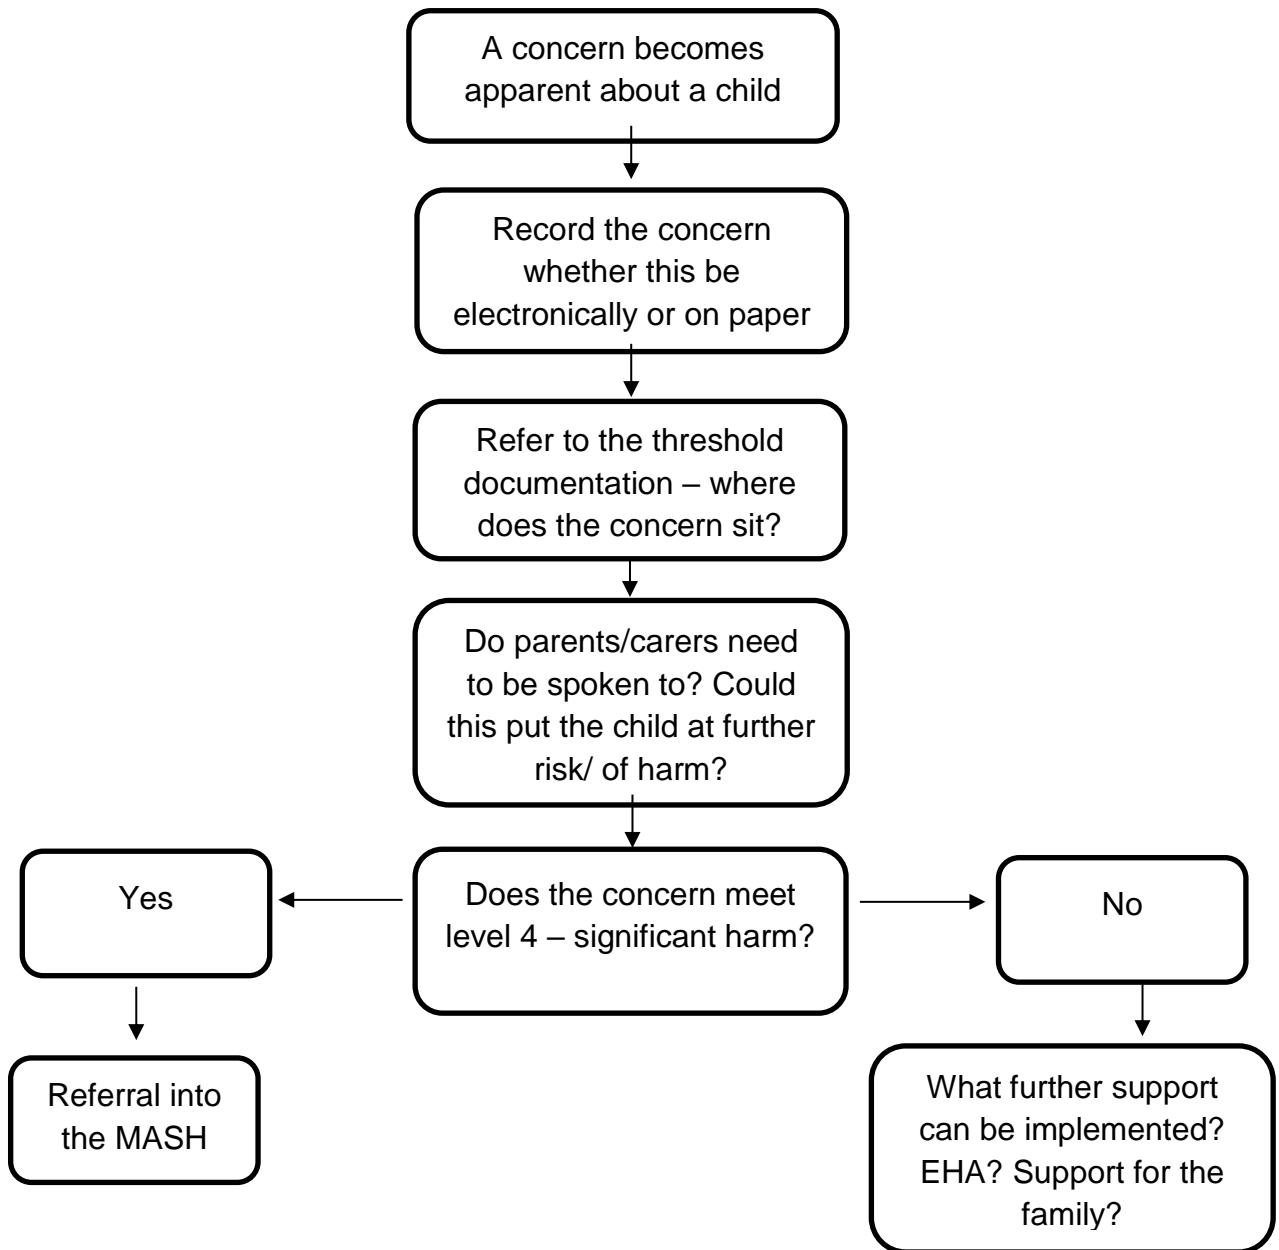 A concern becomes
apparent about a child
Record the concern
whether this be
electronically or on paper
Refer to the threshold
documentation – where
does the concern sit?
Do parents/carers need
to be spoken to? Could
this put the child at further
risk/ of harm?
Yes
Does the concern meet
level 4 – significant harm?
No
Referral into
the MASH
What further support
can be implemented?
EHA? Support for the
family?